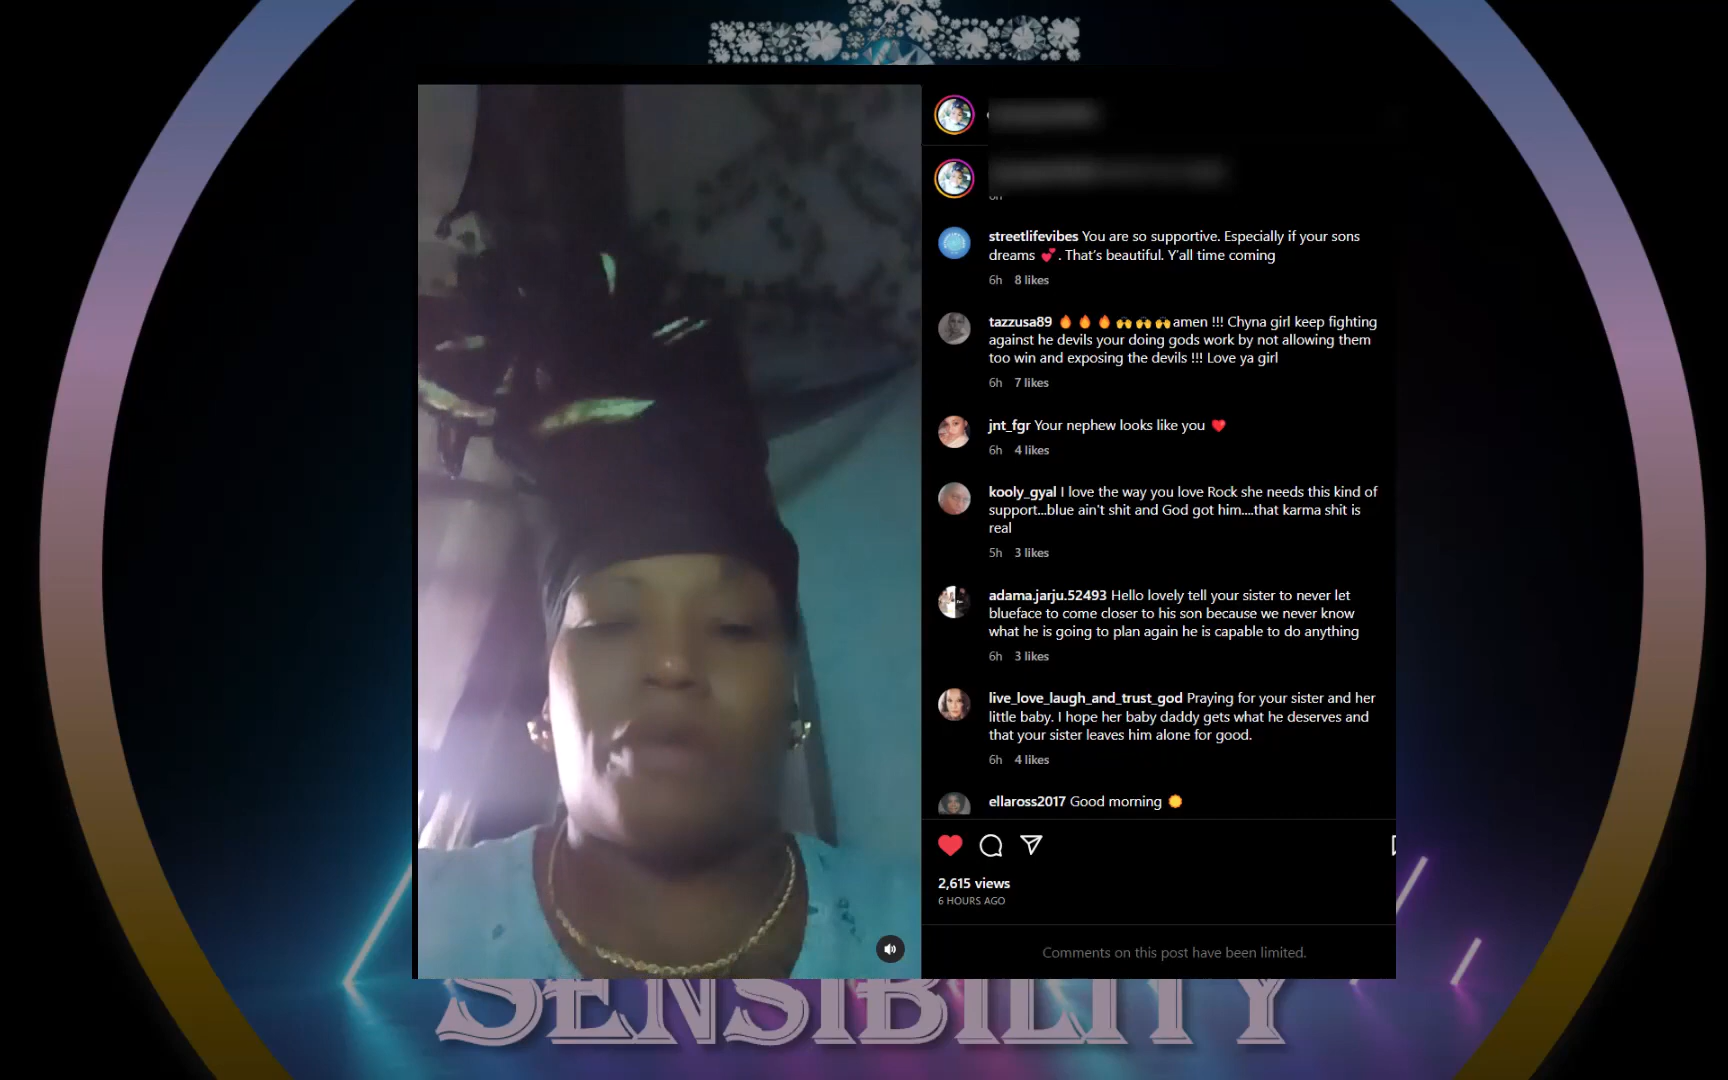 streetlifevibes You are so supportive. Especially if your sons
dreams 💕. That's beautiful. Y'all time coming
6h 8 likes
tazzusa89 🔥🔥🔥🙌🙌🙌amen !!! Chyna girl keep fighting
against he devils your doing gods work by not allowing them
too win and exposing the devils !!! Love ya girl
6h 7 likes
jnt_fgr Your nephew looks like you ❤️
6h 4 likes
kooly_gyal I love the way you love Rock she needs this kind of
support...blue ain't shit and God got him....that karma shit is
real
5h 3 likes
adama.jarju.52493 Hello lovely tell your sister to never let
blueface to come closer to his son because we never know
what he is going to plan again he is capable to do anything
6h 3 likes
live_love_laugh_and_trust_god Praying for your sister and her
little baby. I hope her baby daddy gets what he deserves and
that your sister leaves him alone for good.
6h 4 likes
ellaross2017 Good morning ☀️
2,615 views
6 HOURS AGO
Comments on this post have been limited.
SENSIBILITY